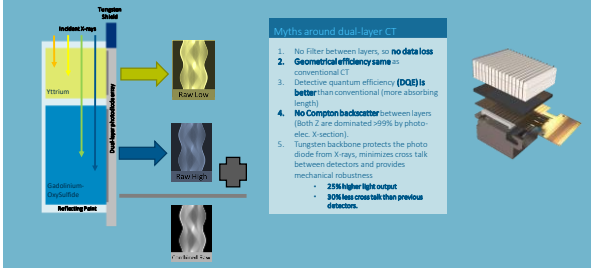 Tungsten
Shield
Incident X-rays
Yttrium
Dual-layer photodiode array
Gadolinium-
OxySulfide
Reflecting Paint
Raw Low
Raw High
Combined Raw
Myths around dual-layer CT
1. No Filter between layers, so no data loss
2. Geometrical efficiency same as
conventional CT
3. Detective quantum efficiency (DQE) is
better than conventional (more absorbing
length)
4. No Compton backscatter between layers
(Both Z are dominated >99% by photo-
elec. X-section).
5. Tungsten backbone protects the photo
diode from X-rays, minimizes cross talk
between detectors and provides
mechanical robustness
• 25% higher light output
• 30% less cross talk than previous
detectors.